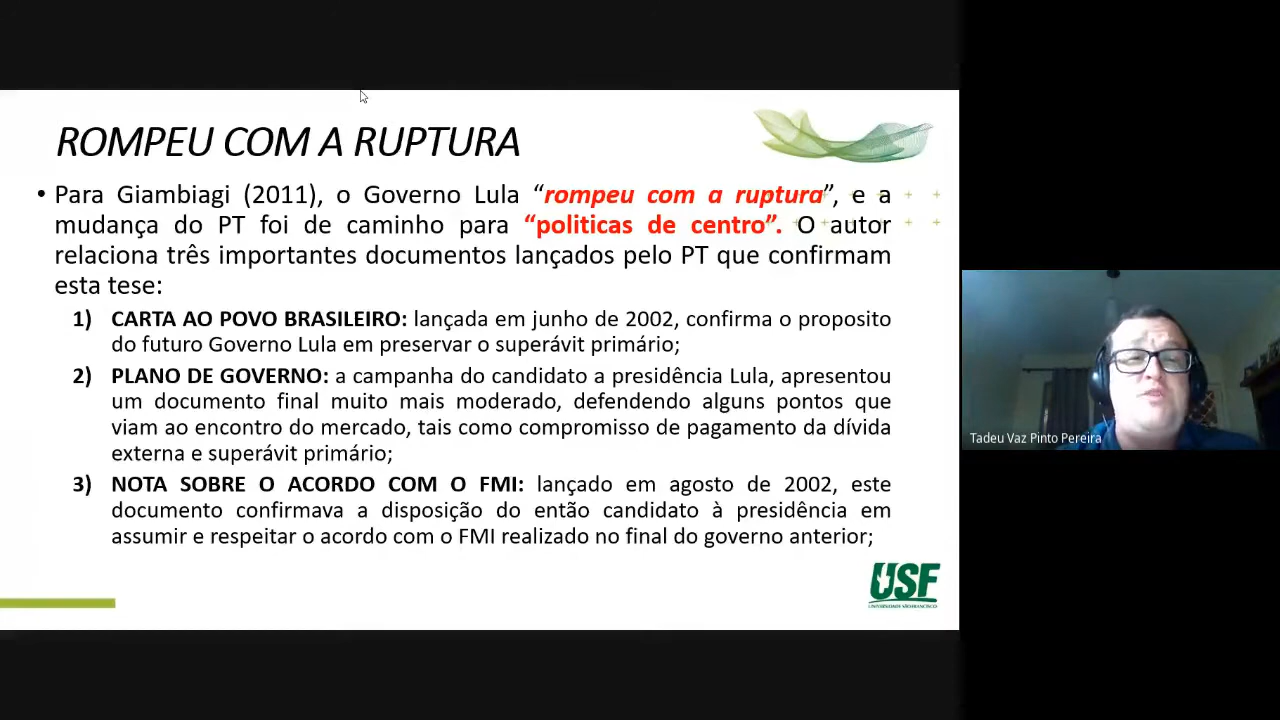 ROMPEU COM A RUPTURA
• Para Giambiagi (2011), o Governo Lula “rompeu com a ruptura”, e a
mudança do PT foi de caminho para “politicas de centro”. O autor
relaciona três importantes documentos lançados pelo PT que confirmam
esta tese:
1) CARTA AO POVO BRASILEIRO: lançada em junho de 2002, confirma o proposito
do futuro Governo Lula em preservar o superávit primário;
2) PLANO DE GOVERNO: a campanha do candidato a presidência Lula, apresentou
um documento final muito mais moderado, defendendo alguns pontos que
viam ao encontro do mercado, tais como compromisso de pagamento da dívida
externa e superávit primário;
3) NOTA SOBRE O ACORDO COM O FMI: lançado em agosto de 2002, este
documento confirmava a disposição do então candidato à presidência em
assumir e respeitar o acordo com o FMI realizado no final do governo anterior;
USF
UNIVERSIDADE SÃO FRANCISCO
Tadeu Vaz Pinto Pereira